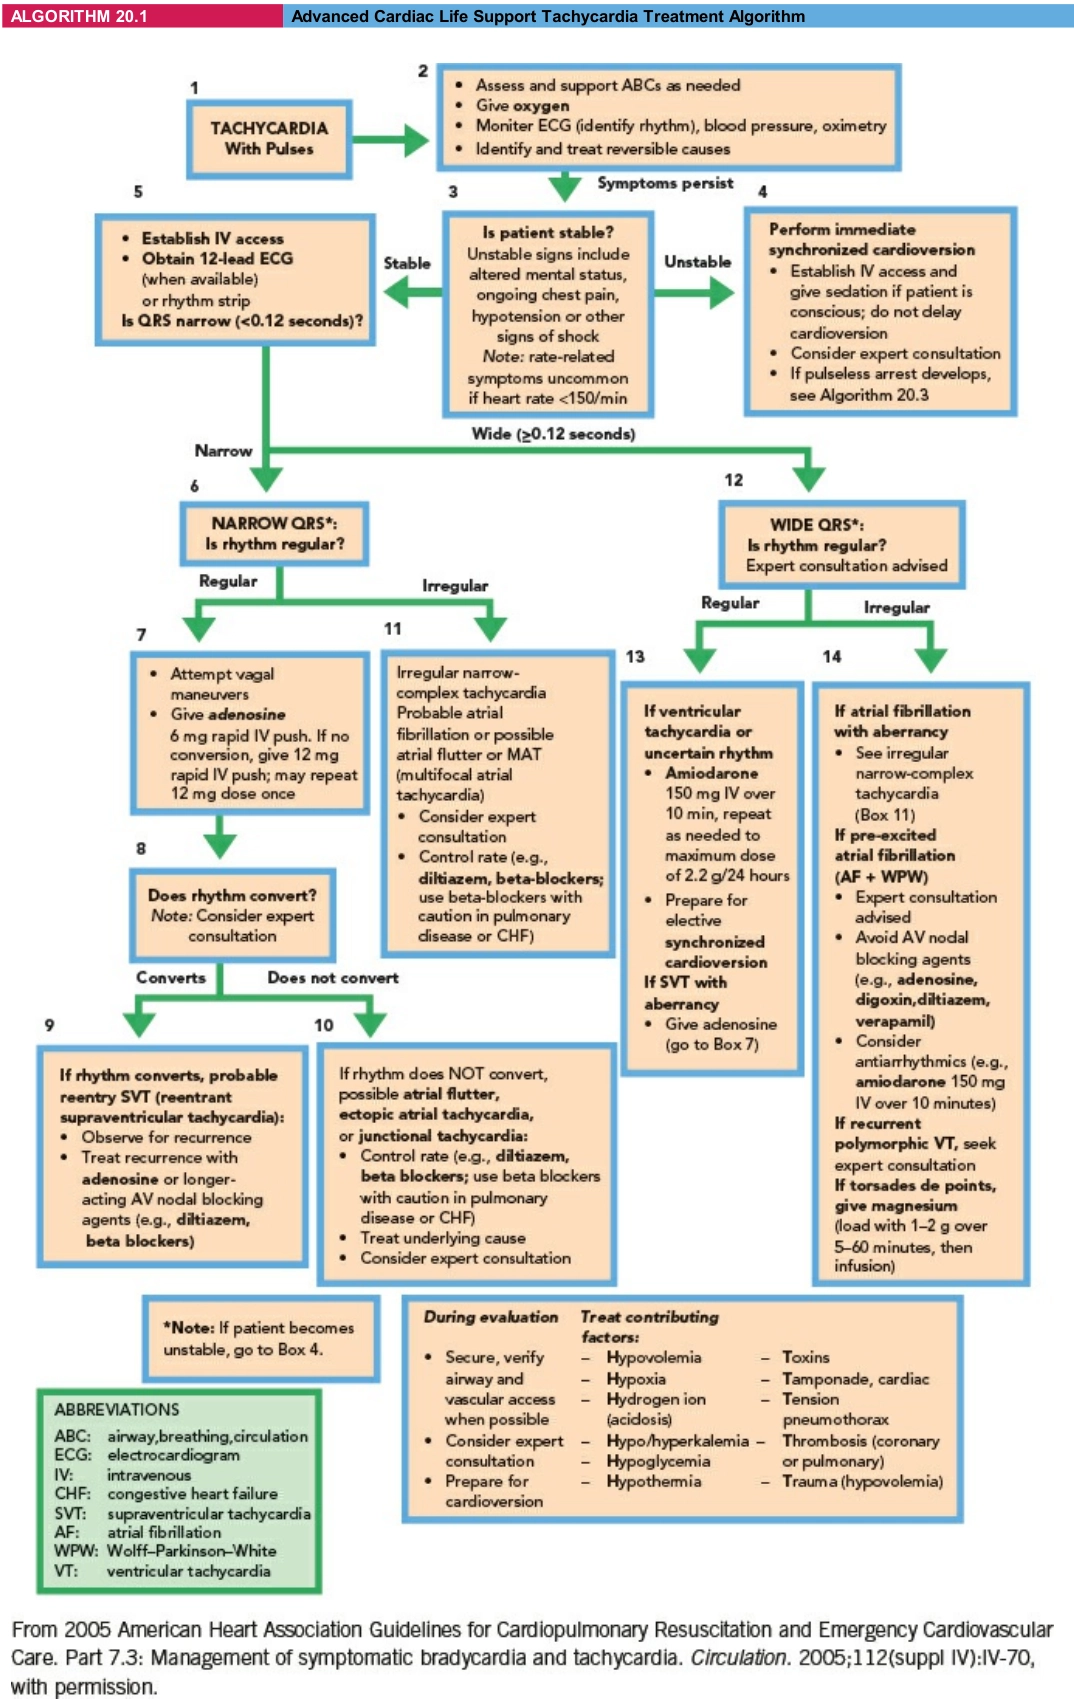 ALGORITHM 20.1 Advanced Cardiac Life Support Tachycardia Treatment Algorithm
1
TACHYCARDIA
With Pulses
2
• Assess and support ABCs as needed
• Give oxygen
• Moniter ECG (identify rhythm), blood pressure, oximetry
• Identify and treat reversible causes
Symptoms persist
3
Is patient stable?
Unstable signs include
altered mental status,
ongoing chest pain,
hypotension or other
signs of shock
Note: rate-related
symptoms uncommon
if heart rate <150/min
Unstable
4
Perform immediate
synchronized cardioversion
• Establish IV access and
give sedation if patient is
conscious; do not delay
cardioversion
• Consider expert consultation
• If pulseless arrest develops,
see Algorithm 20.3
Stable
5
• Establish IV access
• Obtain 12-lead ECG
(when available)
or rhythm strip
Is QRS narrow (<0.12 seconds)?
Narrow
Wide (≥0.12 seconds)
6
NARROW QRS*:
Is rhythm regular?
Regular
Irregular
7
• Attempt vagal
maneuvers
• Give adenosine
6 mg rapid IV push. If no
conversion, give 12 mg
rapid IV push; may repeat
12 mg dose once
8
Does rhythm convert?
Note: Consider expert
consultation
Converts
Does not convert
9
If rhythm converts, probable
reentry SVT (reentrant
supraventricular tachycardia):
• Observe for recurrence
• Treat recurrence with
adenosine or longer-
acting AV nodal blocking
agents (e.g., diltiazem,
beta blockers)
10
If rhythm does NOT convert,
possible atrial flutter,
ectopic atrial tachycardia,
or junctional tachycardia:
• Control rate (e.g., diltiazem,
beta blockers; use beta blockers
with caution in pulmonary
disease or CHF)
• Treat underlying cause
• Consider expert consultation
11
Irregular narrow-
complex tachycardia
Probable atrial
fibrillation or possible
atrial flutter or MAT
(multifocal atrial
tachycardia)
• Consider expert
consultation
• Control rate (e.g.,
diltiazem, beta-blockers;
use beta-blockers with
caution in pulmonary
disease or CHF)
12
WIDE QRS*:
Is rhythm regular?
Expert consultation advised
Regular
Irregular
13
If ventricular
tachycardia or
uncertain rhythm
• Amiodarone
150 mg IV over
10 min, repeat
as needed to
maximum dose
of 2.2 g/24 hours
• Prepare for
elective
synchronized
cardioversion
If SVT with
aberrancy
• Give adenosine
(go to Box 7)
14
If atrial fibrillation
with aberrancy
• See irregular
narrow-complex
tachycardia
(Box 11)
If pre-excited
atrial fibrillation
(AF + WPW)
• Expert consultation
advised
• Avoid AV nodal
blocking agents
(e.g., adenosine,
digoxin,diltiazem,
verapamil)
• Consider
antiarrhythmics (e.g.,
amiodarone 150 mg
IV over 10 minutes)
If recurrent
polymorphic VT, seek
expert consultation
If torsades de points,
give magnesium
(load with 1–2 g over
5–60 minutes, then
infusion)
*Note: If patient becomes
unstable, go to Box 4.
During evaluation
• Secure, verify
airway and
vascular access
when possible
• Consider expert
consultation
• Prepare for
cardioversion
Treat contributing
factors:
– Hypovolemia
– Hypoxia
– Hydrogen ion
(acidosis)
– Hypo/hyperkalemia
– Hypoglycemia
– Hypothermia
– Toxins
– Tamponade, cardiac
– Tension
pneumothorax
– Thrombosis (coronary
or pulmonary)
– Trauma (hypovolemia)
ABBREVIATIONS
ABC: airway,breathing,circulation
ECG: electrocardiogram
IV: intravenous
CHF: congestive heart failure
SVT: supraventricular tachycardia
AF: atrial fibrillation
WPW: Wolff–Parkinson–White
VT: ventricular tachycardia
From 2005 American Heart Association Guidelines for Cardiopulmonary Resuscitation and Emergency Cardiovascular
Care. Part 7.3: Management of symptomatic bradycardia and tachycardia. Circulation. 2005;112(suppl IV):IV-70,
with permission.